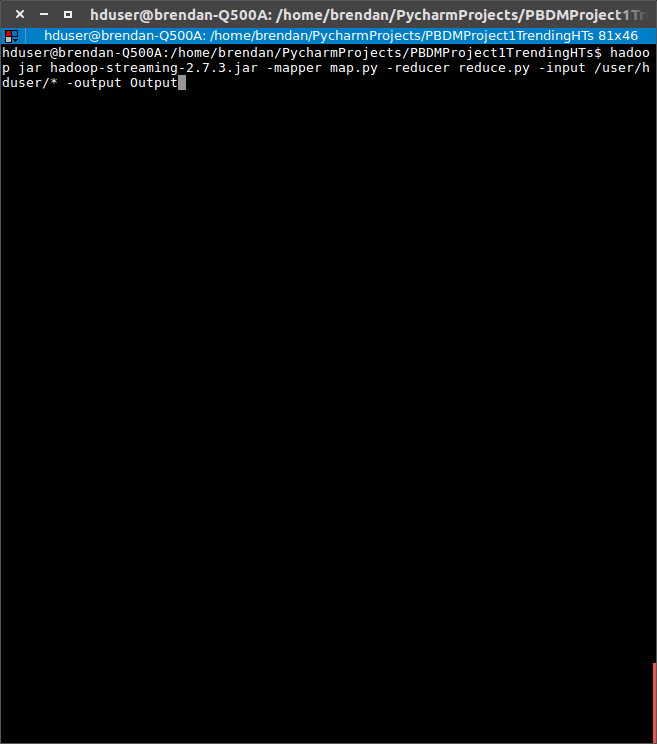 hduser@brendan-Q500A: /home/brendan/PycharmProjects/PBDMProject1Tr
hduser@brendan-Q500A: /home/brendan/PycharmProjects/PBDMProject1TrendingHTs 81x46
hduser@brendan-Q500A:/home/brendan/PycharmProjects/PBDMProject1TrendingHTs$ hadoo
p jar hadoop-streaming-2.7.3.jar -mapper map.py -reducer reduce.py -input /user/h
duser/* -output Output